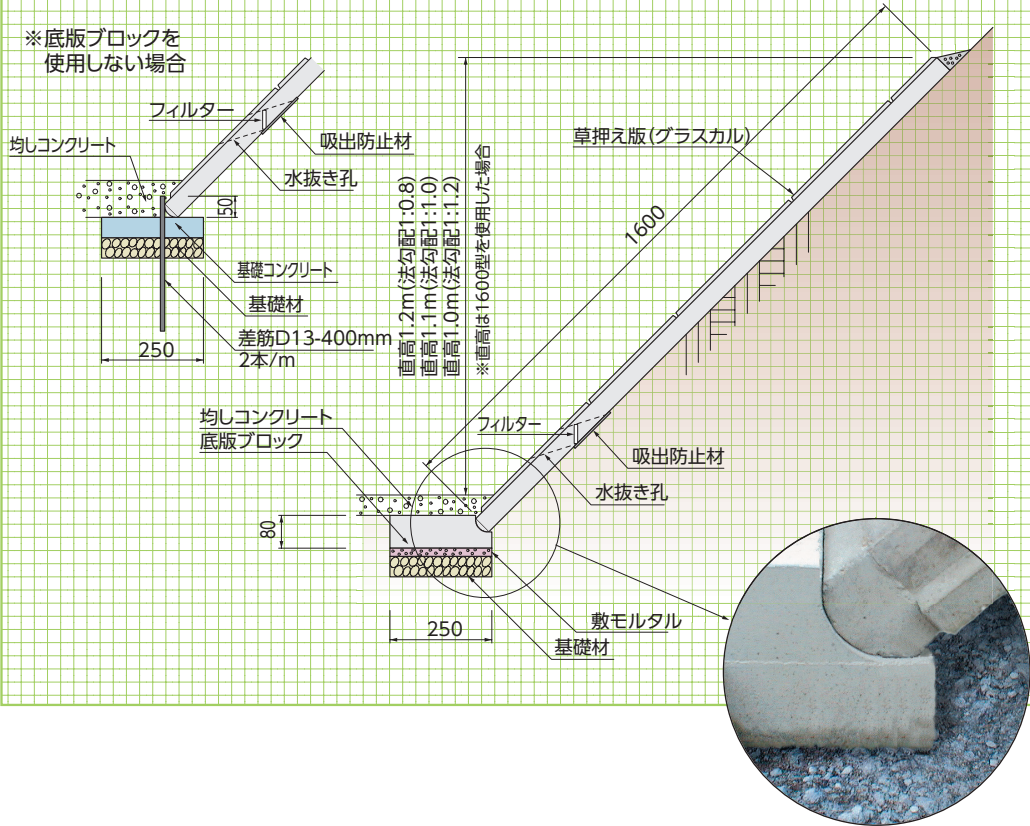 ※底版ブロックを
使用しない場合
フィルター
均しコンクリート
吸出防止材
水抜き孔
50
基礎コンクリート
基礎材
差筋D13-400mm
2本/m
250
直高1.2m(法勾配1:0.8)
直高1.1m(法勾配1:1.0)
直高1.0m(法勾配1:1.2)
※直高は1600型を使用した場合
草押え版(グラスカル)
1600
均しコンクリート
底版ブロック
フィルター
吸出防止材
水抜き孔
80
250
敷モルタル
基礎材